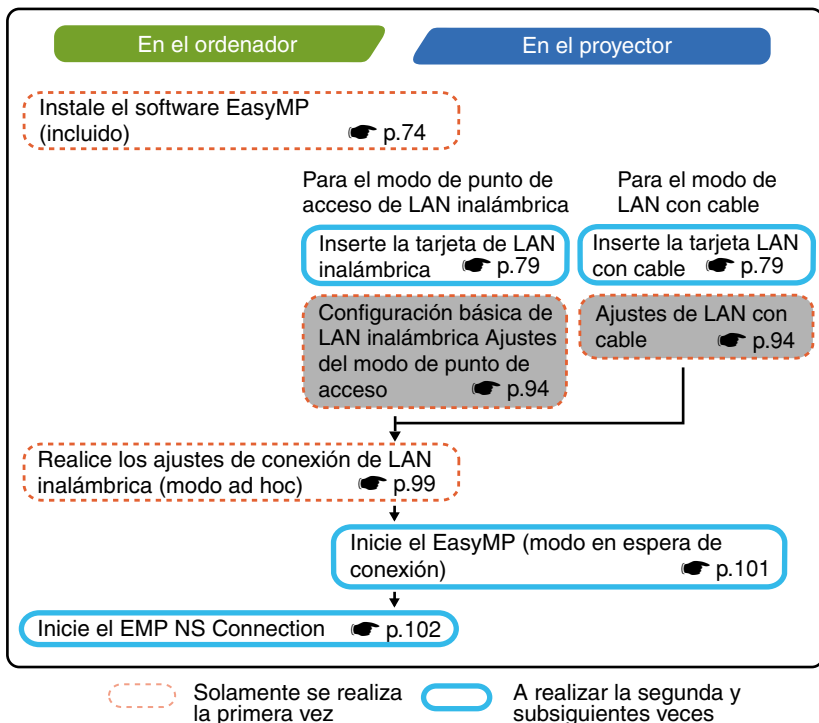 En el ordenador
En el proyector
Instale el software EasyMP
(incluido) p.74
Para el modo de punto de
acceso de LAN inalámbrica
Para el modo de
LAN con cable
Inserte la tarjeta de LAN
inalámbrica p.79
Inserte la tarjeta LAN
con cable p.79
Configuración básica de
LAN inalámbrica Ajustes
del modo de punto de
acceso p.94
Ajustes de LAN con
cable p.94
Realice los ajustes de conexión de LAN
inalámbrica (modo ad hoc) p.99
Inicie el EasyMP (modo en espera de
conexión) p.101
Inicie el EMP NS Connection p.102
Solamente se realiza
la primera vez
A realizar la segunda y
subsiguientes veces